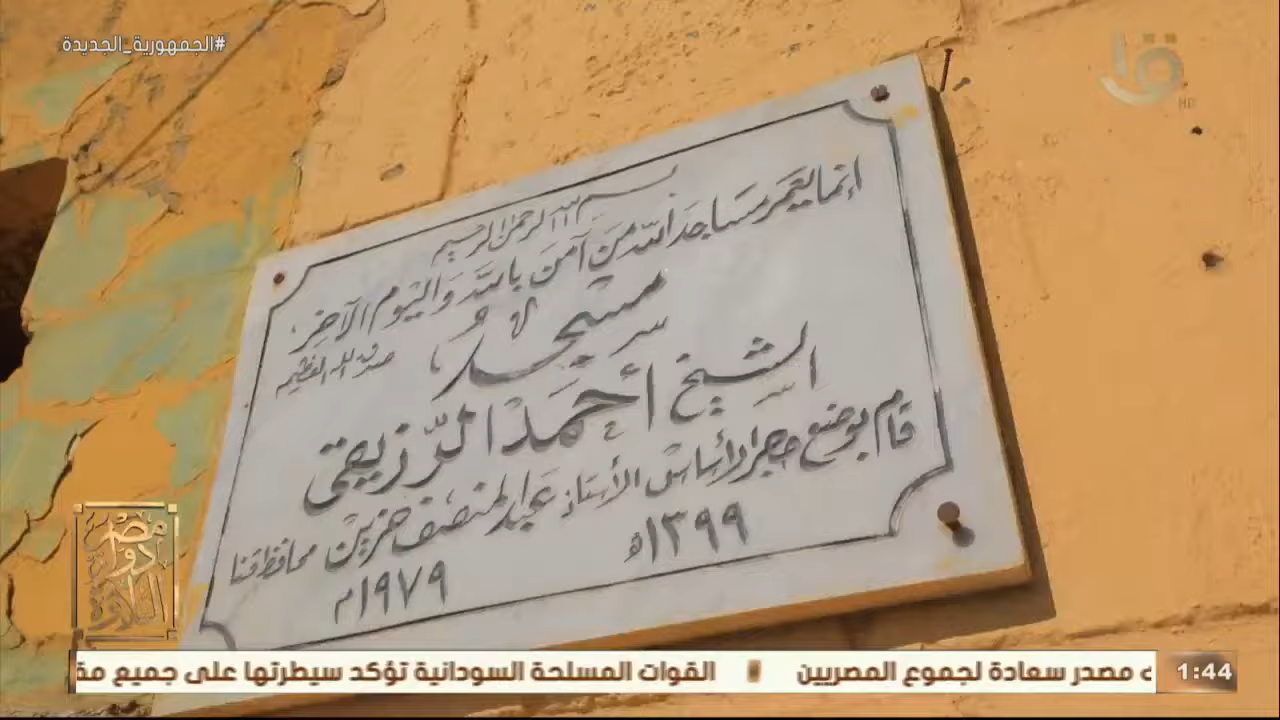 #الجمهورية_الجديدة
بسم الله الرحمن الرحيم
إنما يعمر مساجد الله من آمن بالله واليوم الآخر
صدق الله العظيم
مسجد
الشيخ أحمد الرزيقى
قام بوضع حجر الأساس الأستاذ عبد المنصف حزين محافظ قنا
١٣٩٩هـ
١٩٧٩م
مصر
دولة
التلاوة
HD
مصدر سعادة لجموع المصريين
القوات المسلحة السودانية تؤكد سيطرتها على جميع
1:44